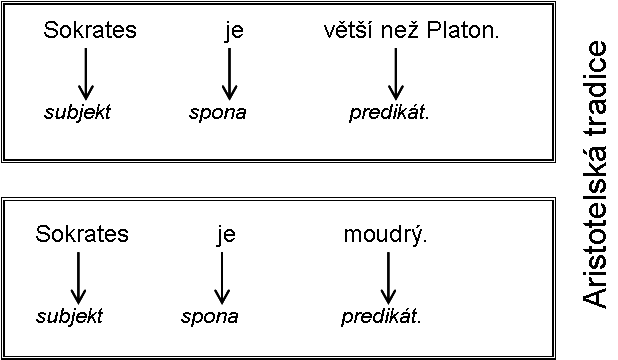 Sokrates je větší než Platon.
subjekt spona predikát.
Sokrates je moudrý.
subjekt spona predikát.
Aristotelská tradice